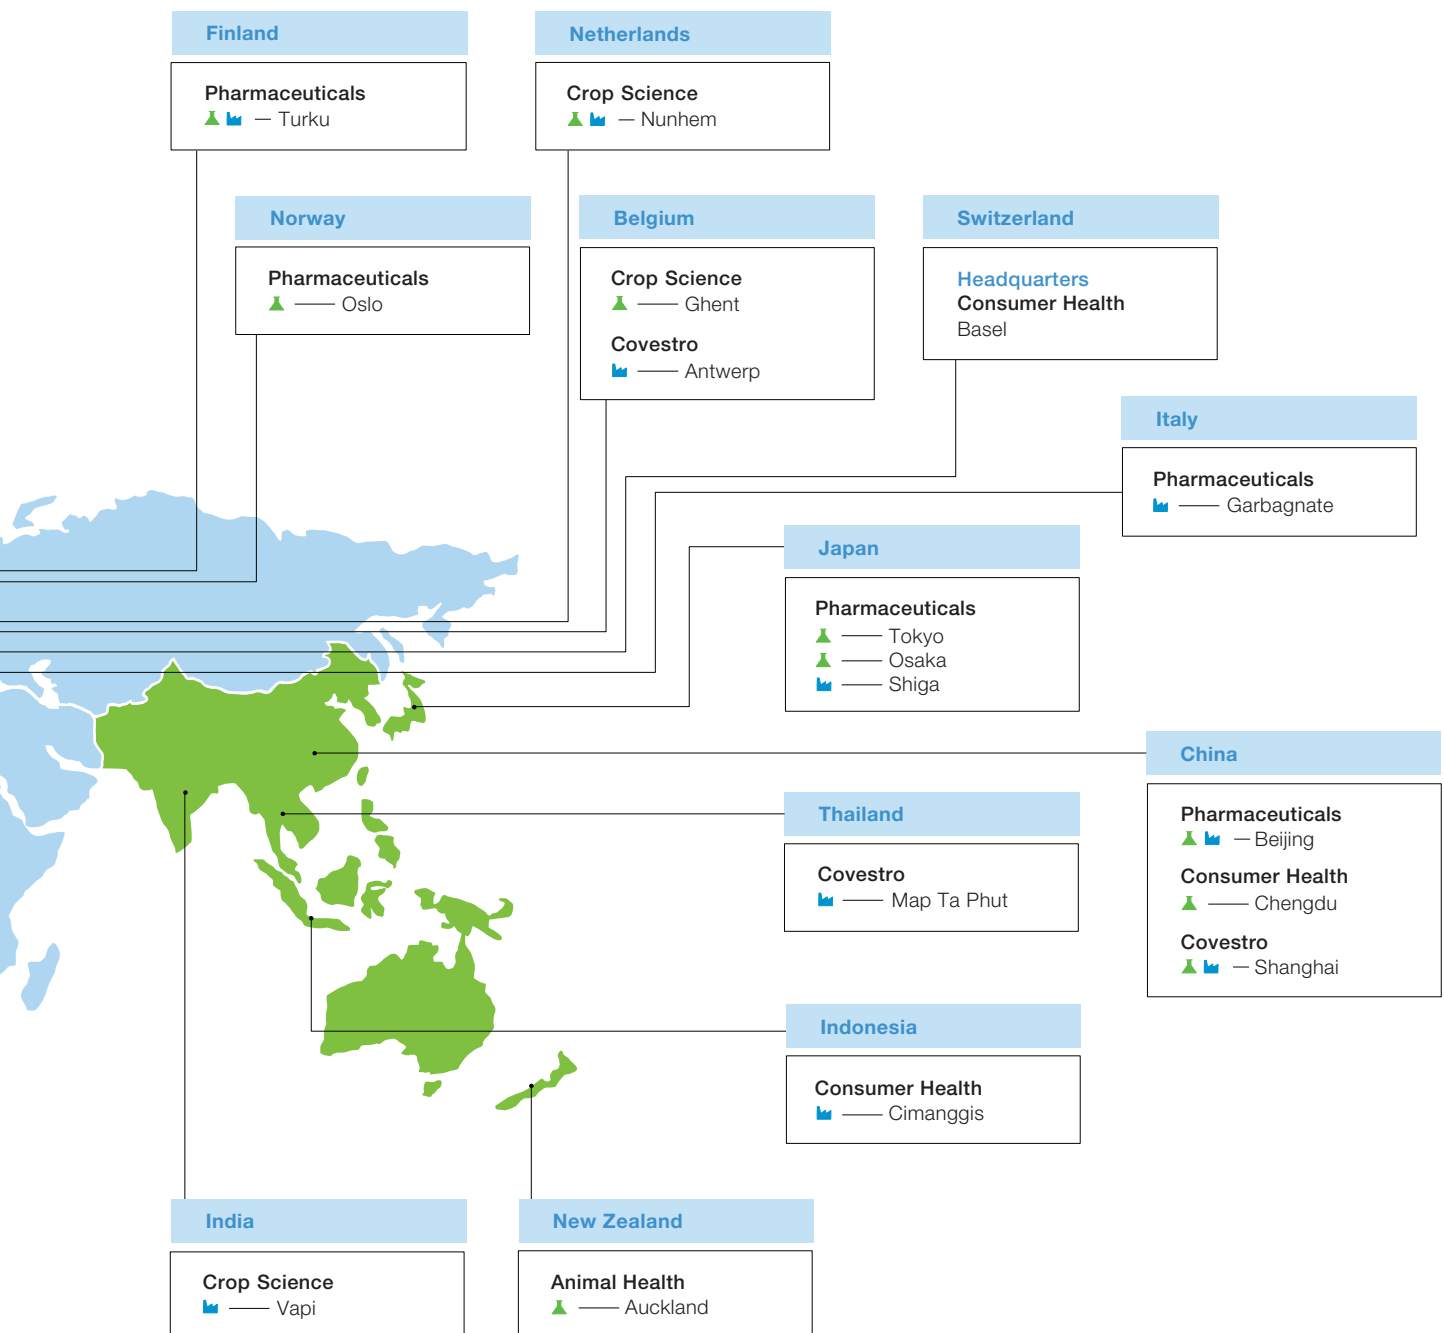 Finland
Pharmaceuticals
— Turku
Netherlands
Crop Science
— Nunhem
Norway
Pharmaceuticals
— Oslo
Belgium
Crop Science
— Ghent
Covestro
— Antwerp
Switzerland
Headquarters
Consumer Health
Basel
Italy
Pharmaceuticals
— Garbagnate
Japan
Pharmaceuticals
— Tokyo
— Osaka
— Shiga
China
Pharmaceuticals
— Beijing
Consumer Health
— Chengdu
Covestro
— Shanghai
Thailand
Covestro
— Map Ta Phut
Indonesia
Consumer Health
— Cimanggis
India
Crop Science
— Vapi
New Zealand
Animal Health
— Auckland